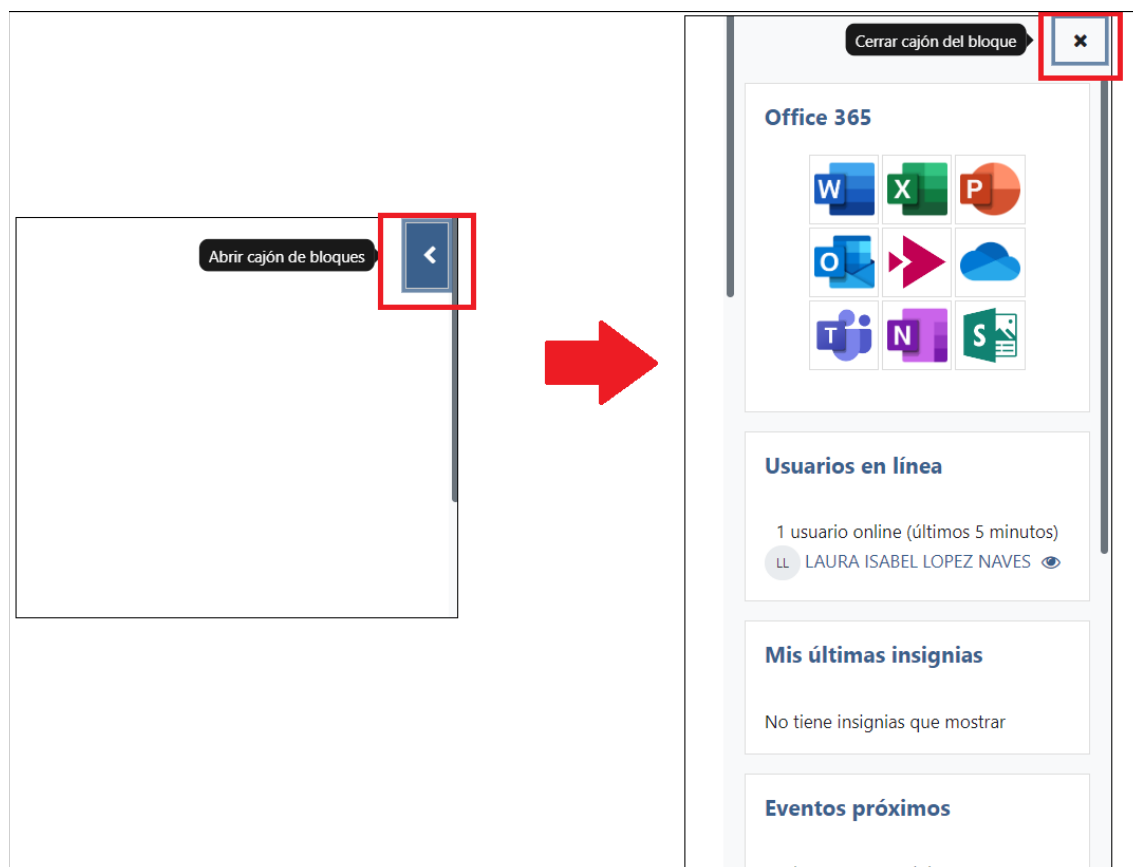 Abrir cajón de bloques
Cerrar cajón del bloque
Office 365
W
X
P
O
T
N
S
Usuarios en línea
1 usuario online (últimos 5 minutos)
LL LAURA ISABEL LOPEZ NAVES
Mis últimas insignias
No tiene insignias que mostrar
Eventos próximos